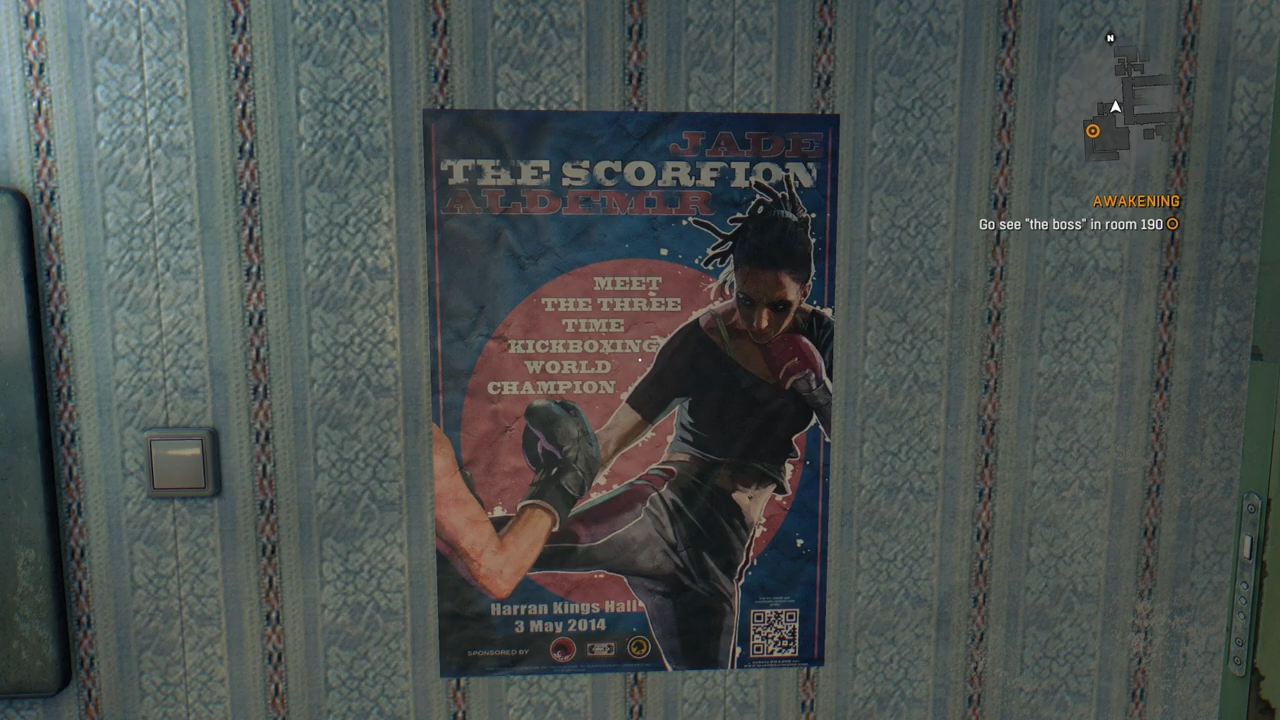 N
AWAKENING
Go see "the boss" in room 190
JADE
THE SCORPION
ALDEMIR
MEET
THE THREE
TIME
KICKBOXING
WORLD
CHAMPION
Harran Kings Hall
3 May 2014
SPONSORED BY